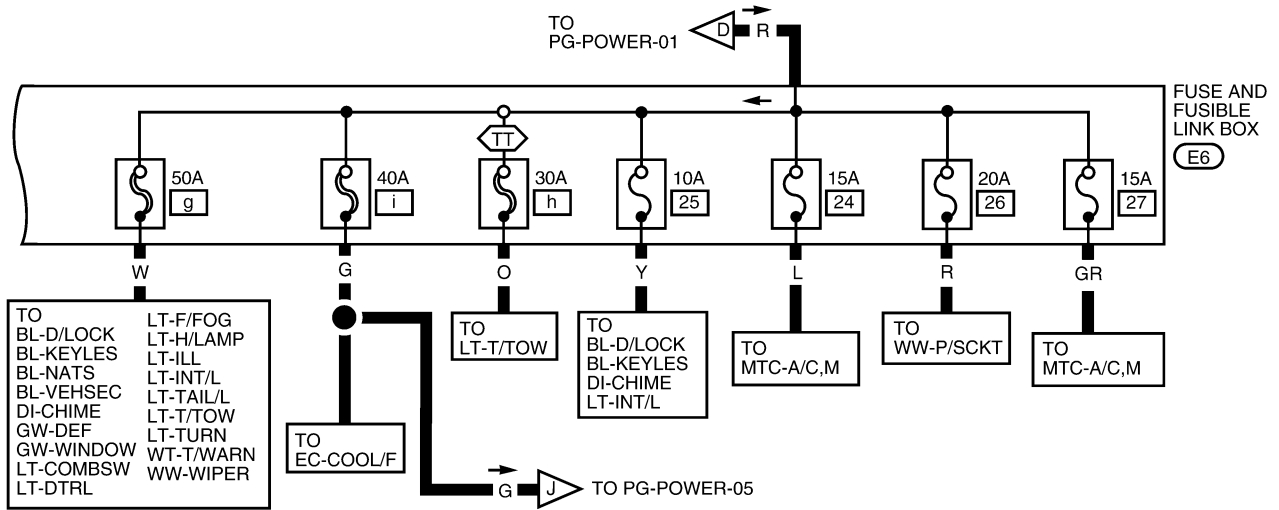 TO
PG-POWER-01
D
R
FUSE AND
FUSIBLE
LINK BOX
E6
TT
50A
g
40A
i
30A
h
10A
25
15A
24
20A
26
15A
27
W
G
O
Y
L
R
GR
TO
BL-D/LOCK
BL-KEYLES
BL-NATS
BL-VEHSEC
DI-CHIME
GW-DEF
GW-WINDOW
LT-COMBSW
LT-DTRL
LT-F/FOG
LT-H/LAMP
LT-ILL
LT-INT/L
LT-TAIL/L
LT-T/TOW
LT-TURN
WT-T/WARN
WW-WIPER
TO
EC-COOL/F
TO
LT-T/TOW
TO
BL-D/LOCK
BL-KEYLES
DI-CHIME
LT-INT/L
TO
MTC-A/C,M
TO
WW-P/SCKT
TO
MTC-A/C,M
G
J
TO PG-POWER-05